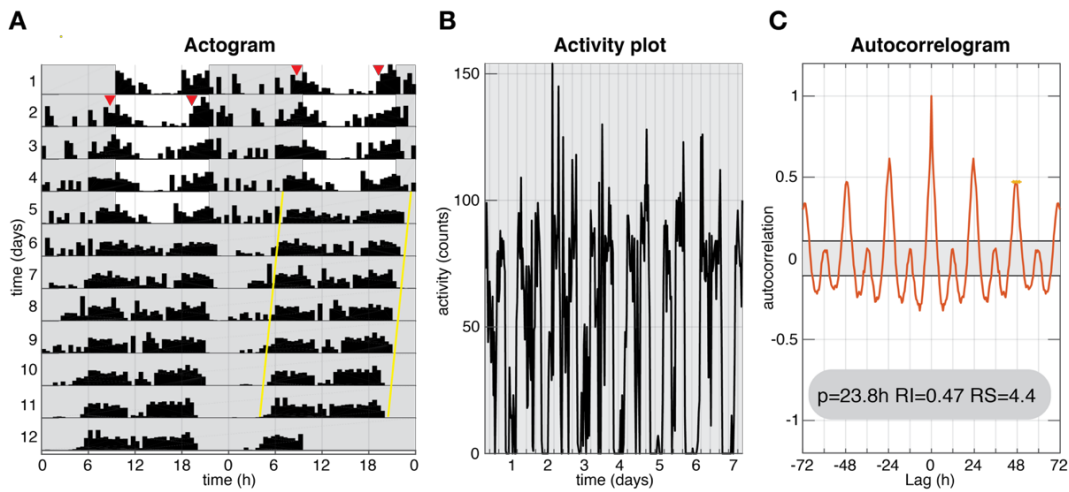 A
Actogram
1
2
3
4
5
6
7
8
9
10
11
12
time (days)
0 6 12 18 0 6 12 18 0
time (h)
B
Activity plot
150
100
50
0
activity (counts)
1 2 3 4 5 6 7
time (days)
C
Autocorrelogram
1
0.5
0
-0.5
-1
autocorrelation
p=23.8h RI=0.47 RS=4.4
-72 -48 -24 0 24 48 72
Lag (h)